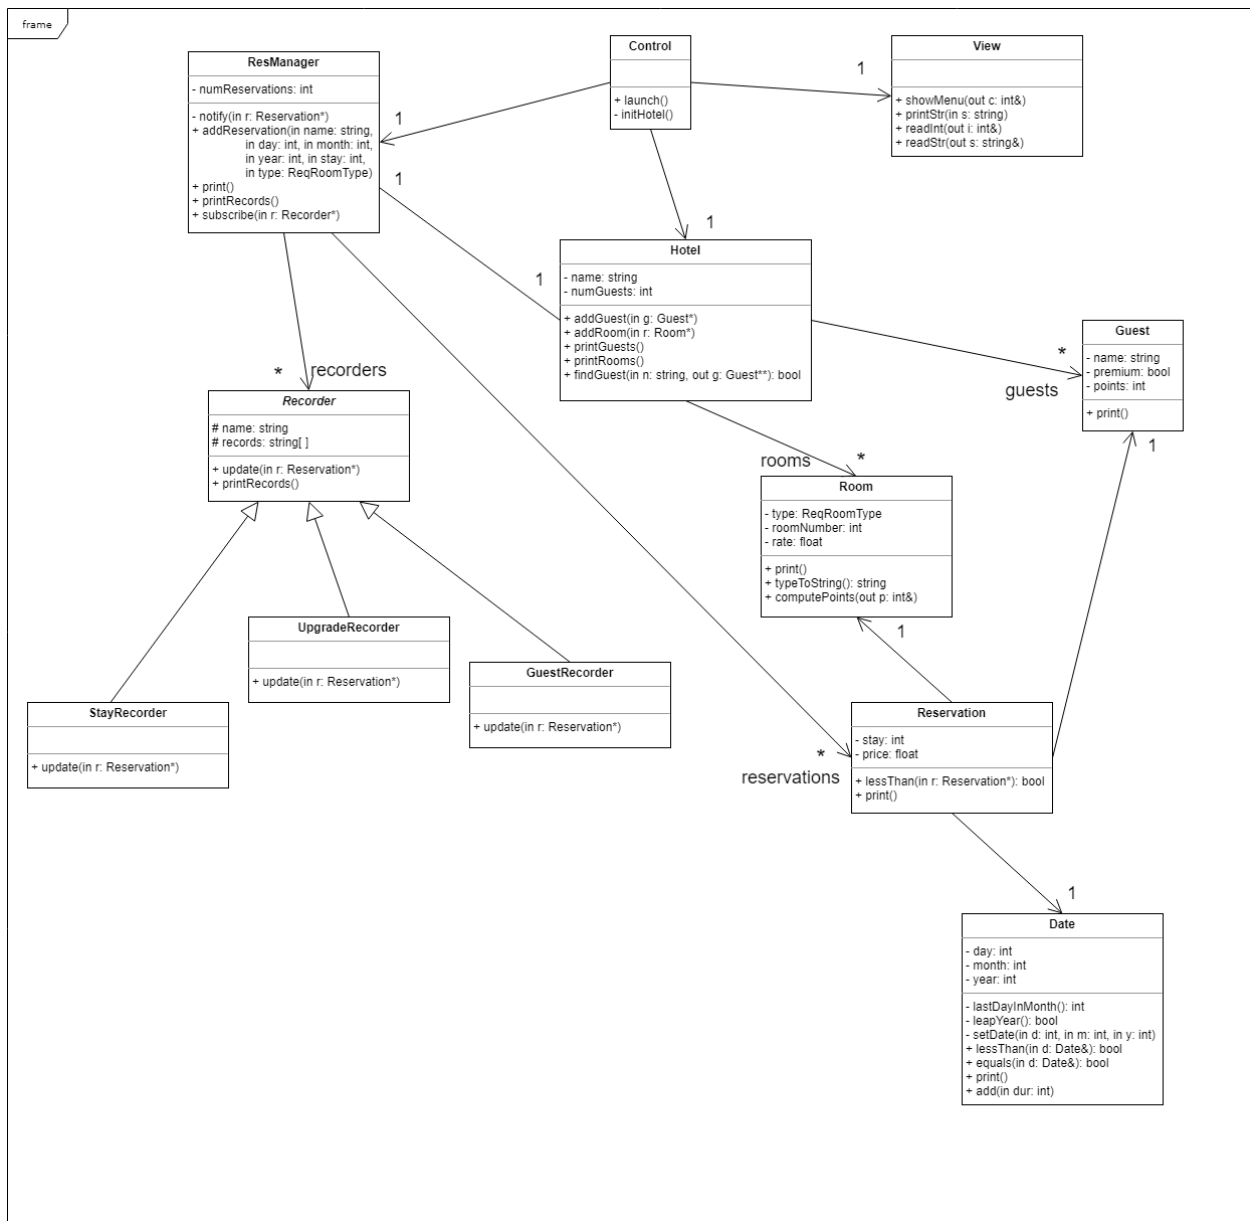 frame
ResManager
- numReservations: int
- notify(in r: Reservation*)
+ addReservation(in name: string,
in day: int, in month: int,
in year: int, in stay: int,
in type: ReqRoomType)
+ print()
+ printRecords()
+ subscribe(in r: Recorder*)
Control
+ launch()
- initHotel()
View
+ showMenu(out c: int&)
+ printStr(in s: string)
+ readInt(out i: int&)
+ readStr(out s: string&)
1
1
1
1
1
Hotel
- name: string
- numGuests: int
+ addGuest(in g: Guest*)
+ addRoom(in r: Room*)
+ printGuests()
+ printRooms()
+ findGuest(in n: string, out g: Guest**): bool
* guests
Guest
- name: string
- premium: bool
- points: int
+ print()
1
* recorders
Recorder
# name: string
# records: string[ ]
+ update(in r: Reservation*)
+ printRecords()
rooms *
Room
- type: ReqRoomType
- roomNumber: int
- rate: float
+ print()
+ typeToString(): string
+ computePoints(out p: int&)
1
UpgradeRecorder
+ update(in r: Reservation*)
GuestRecorder
+ update(in r: Reservation*)
StayRecorder
+ update(in r: Reservation*)
* reservations
Reservation
- stay: int
- price: float
+ lessThan(in r: Reservation*): bool
+ print()
1
Date
- day: int
- month: int
- year: int
- lastDayInMonth(): int
- leapYear(): bool
- setDate(in d: int, in m: int, in y: int)
+ lessThan(in d: Date&): bool
+ equals(in d: Date&): bool
+ print()
+ add(in dur: int)